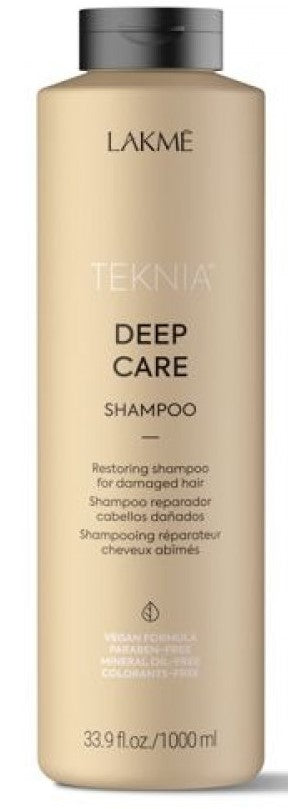 LAKMĒ
TEKNIA™
DEEP
CARE
SHAMPOO
Restoring shampoo
for damaged hair
Shampoo reparador
cabellos dañados
Shampooing réparateur
cheveux abîmés
VEGAN FORMULA
PARABEN-FREE
MINERAL OIL-FREE
COLORANTS-FREE
33.9 fl.oz./1000 ml